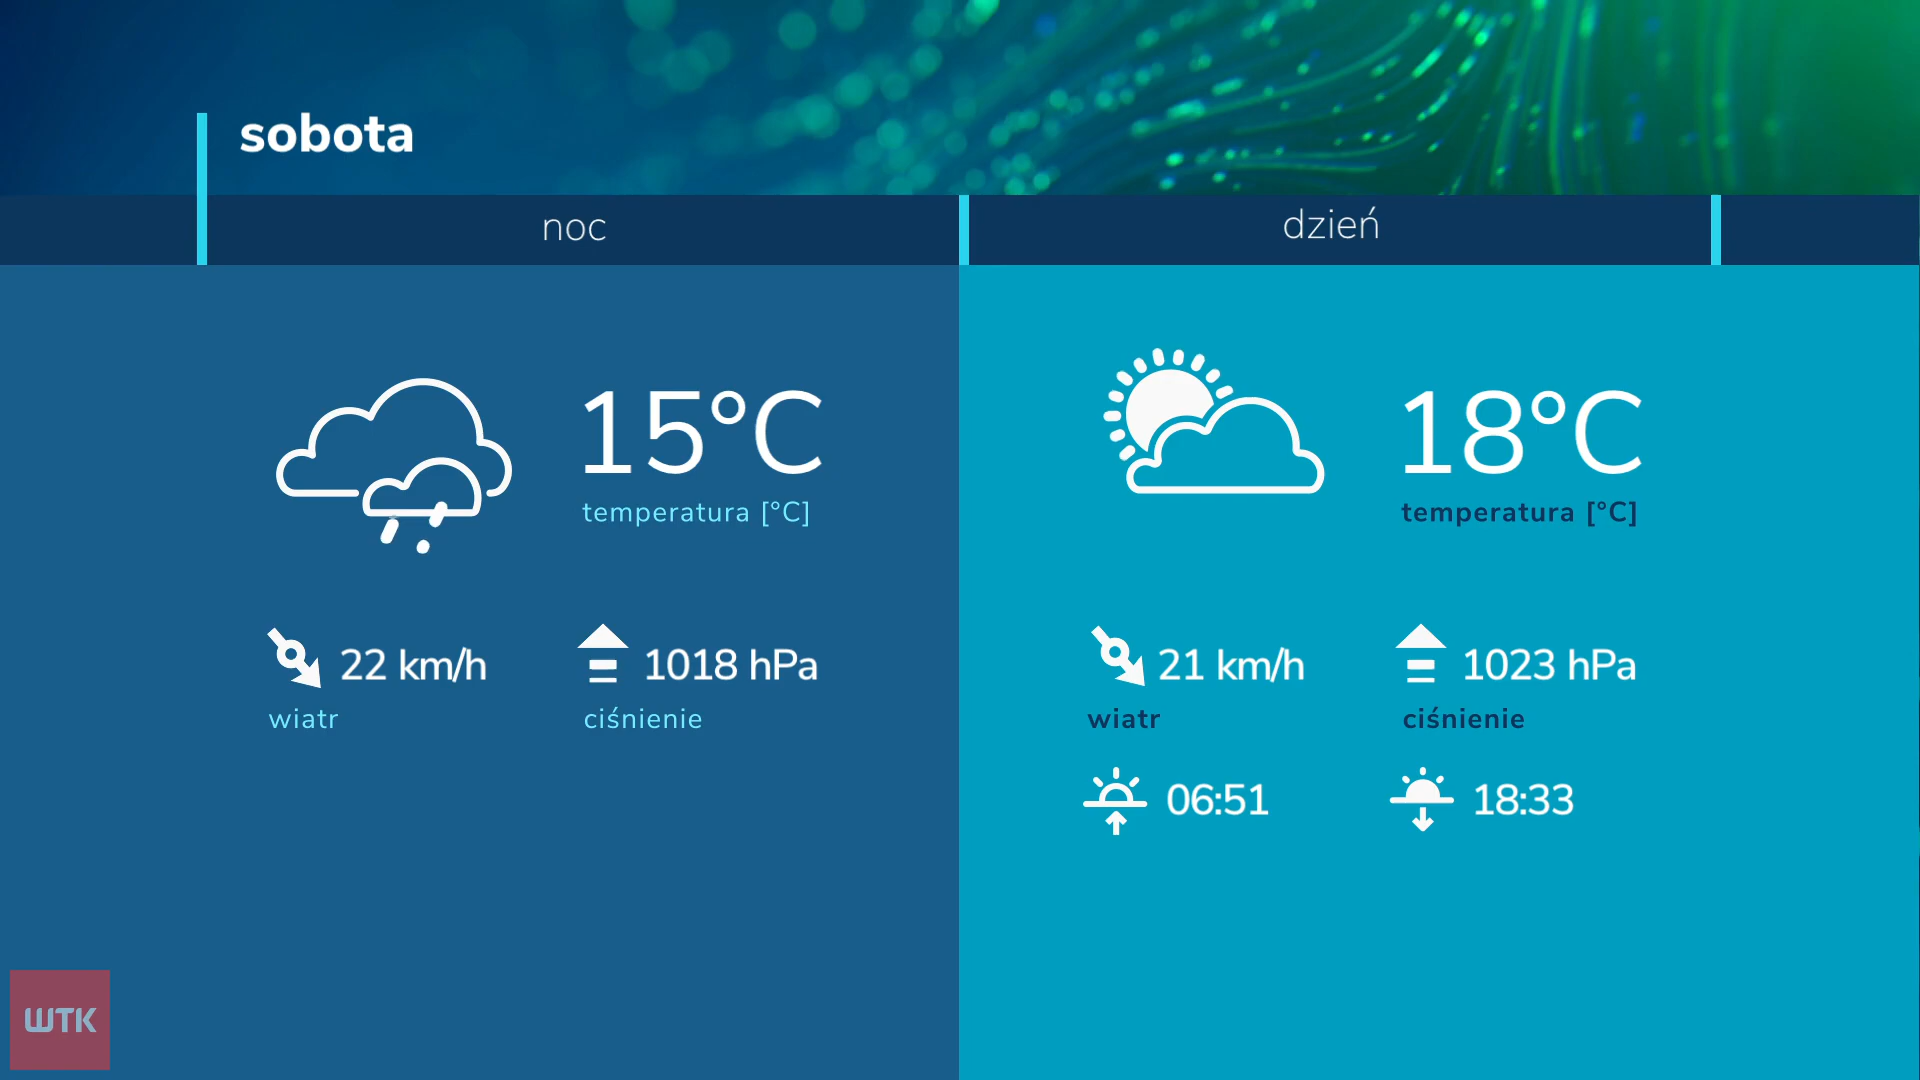 sobota
noc
dzień
15°C
temperatura [°C]
22 km/h
1018 hPa
wiatr
ciśnienie
18°C
temperatura [°C]
21 km/h
1023 hPa
wiatr
ciśnienie
06:51
18:33
WTK